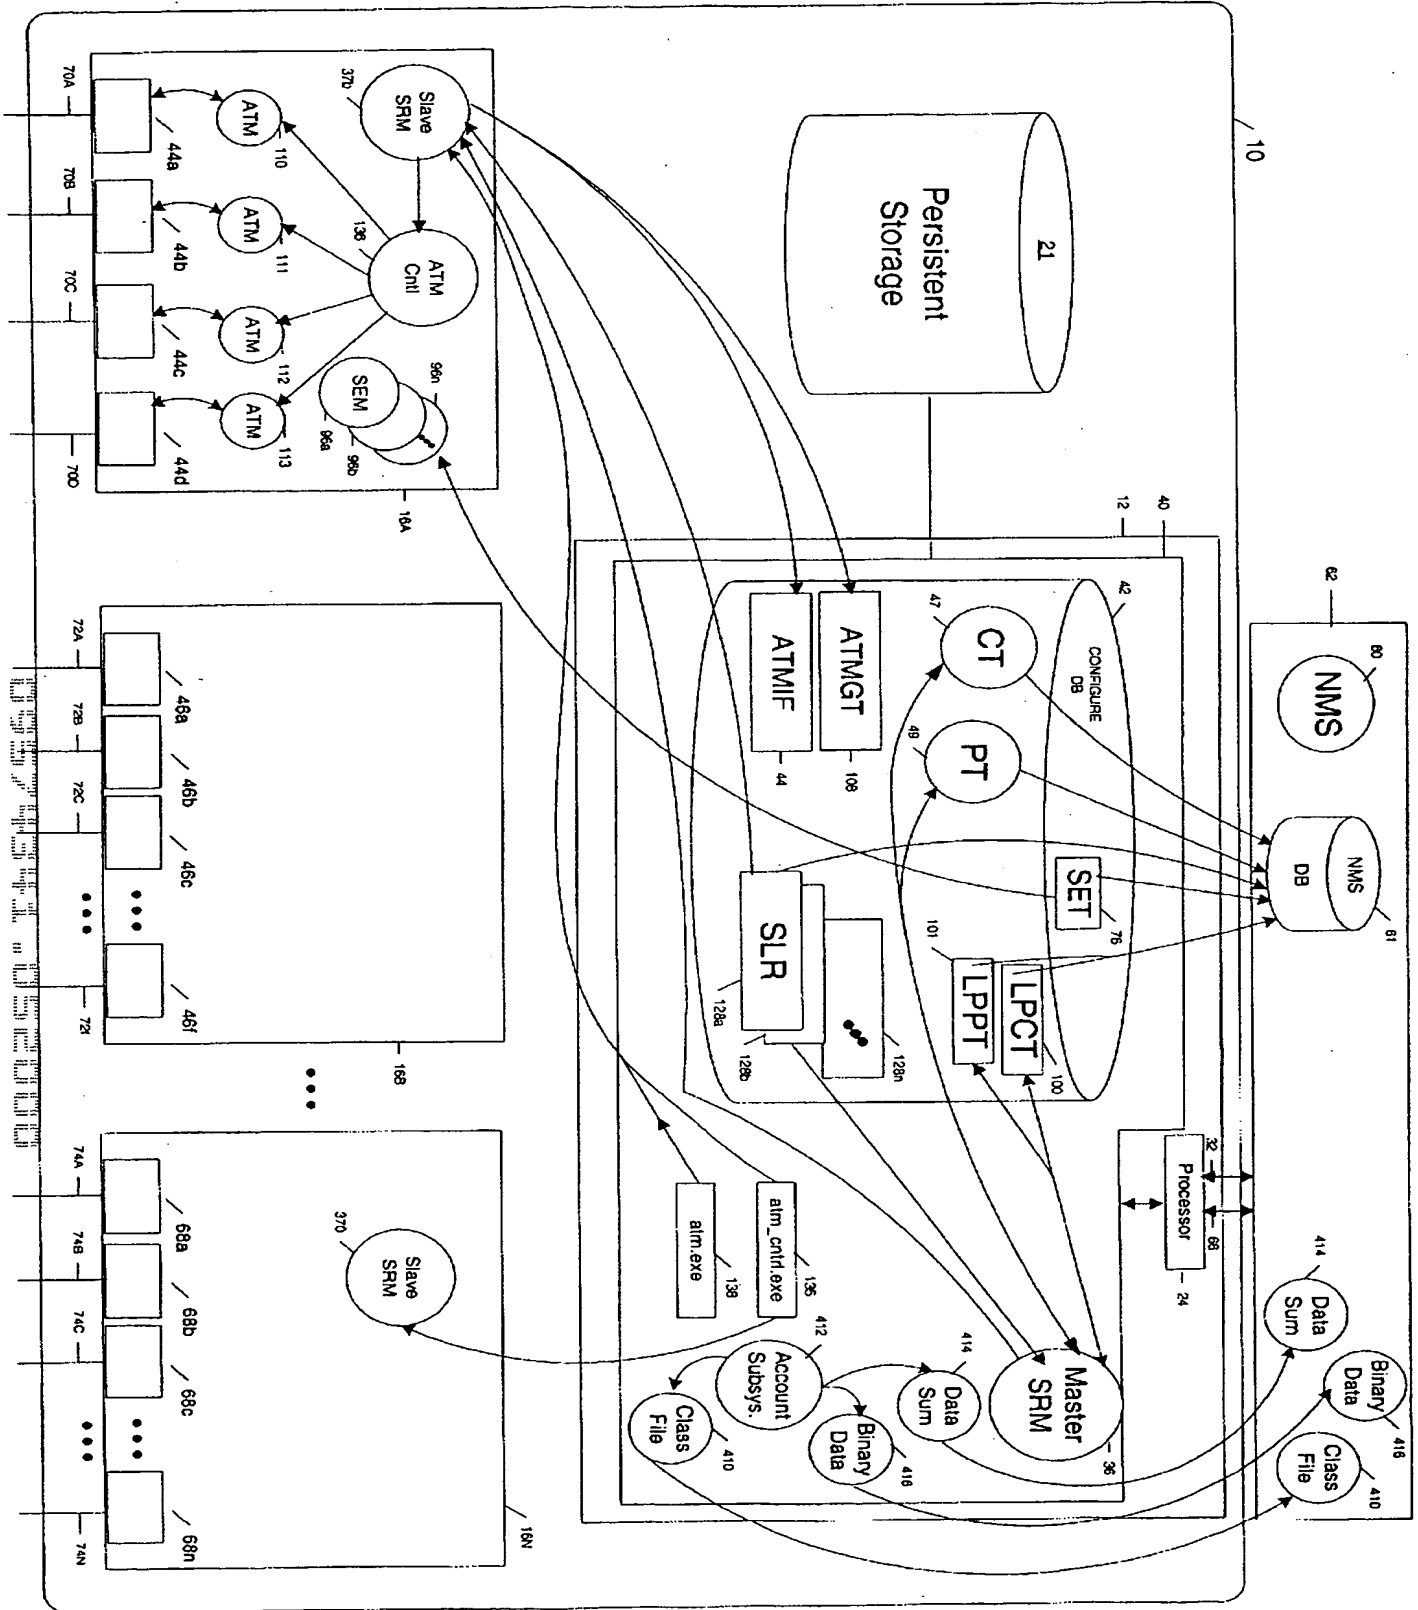 62
60
NMS
NMS
DB
61
414
Data
Sum
Binary
Data
416
Class
File
410
10
12
40
32
66
Processor
24
42
CONFIGURE
DB
SET
76
47
CT
49
PT
101
LPPT
LPCT
100
Master
SRM
36
21
Persistent
Storage
ATMGT
108
ATMIF
44
SLR
128a
128b
128n
atm_cntrl.exe
135
atm.exe
138
412
Account
Subsys.
414
Data
Sum
Binary
Data
416
Class
File
410
37b
Slave
SRM
ATM
Cntl
136
96n
SEM
96a
96b
16A
ATM
110
ATM
111
ATM
112
ATM
113
44a
44b
44c
44d
70A
70B
70C
70D
16B
46a
46b
46c
46f
72A
72B
72C
72I
16N
370
Slave
SRM
68a
68b
68c
68n
74A
74B
74C
74N